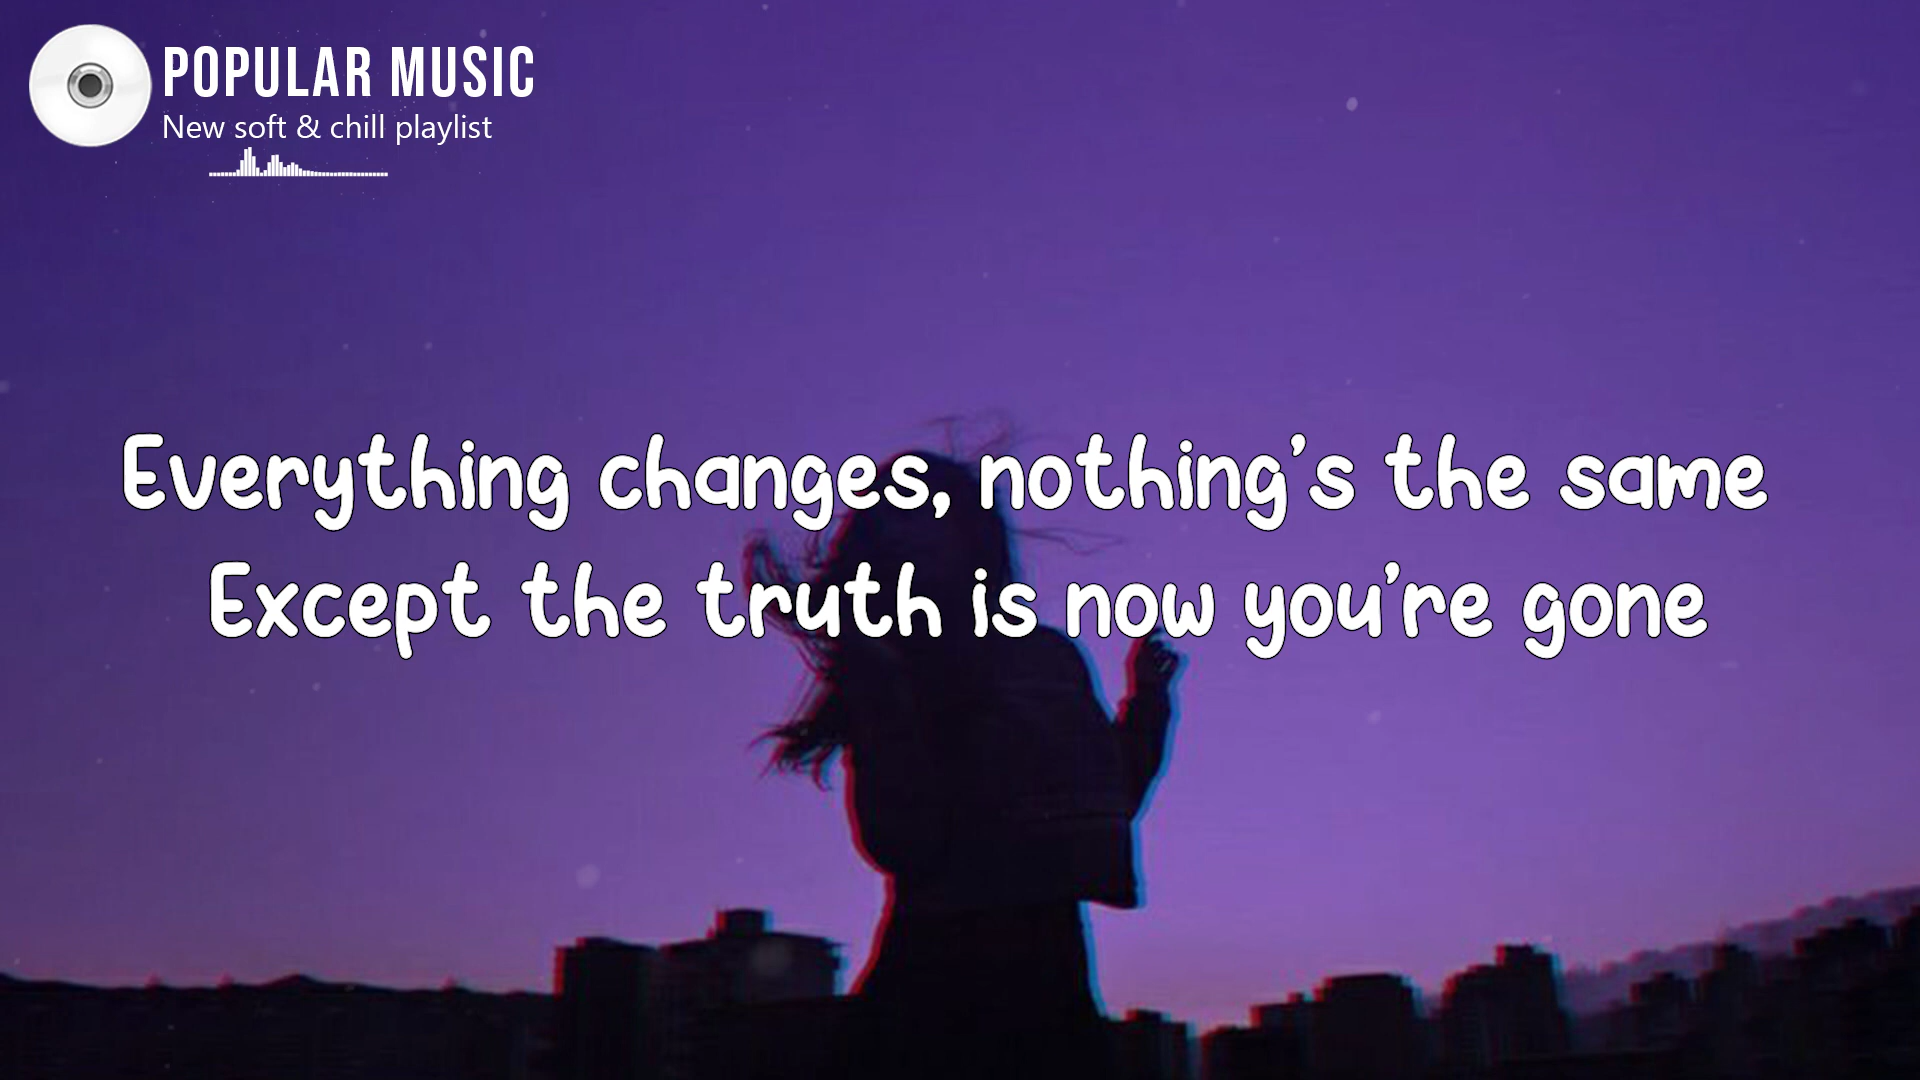 POPULAR MUSIC
New soft & chill playlist
Everything changes, nothing's the same
Except the truth is now you're gone